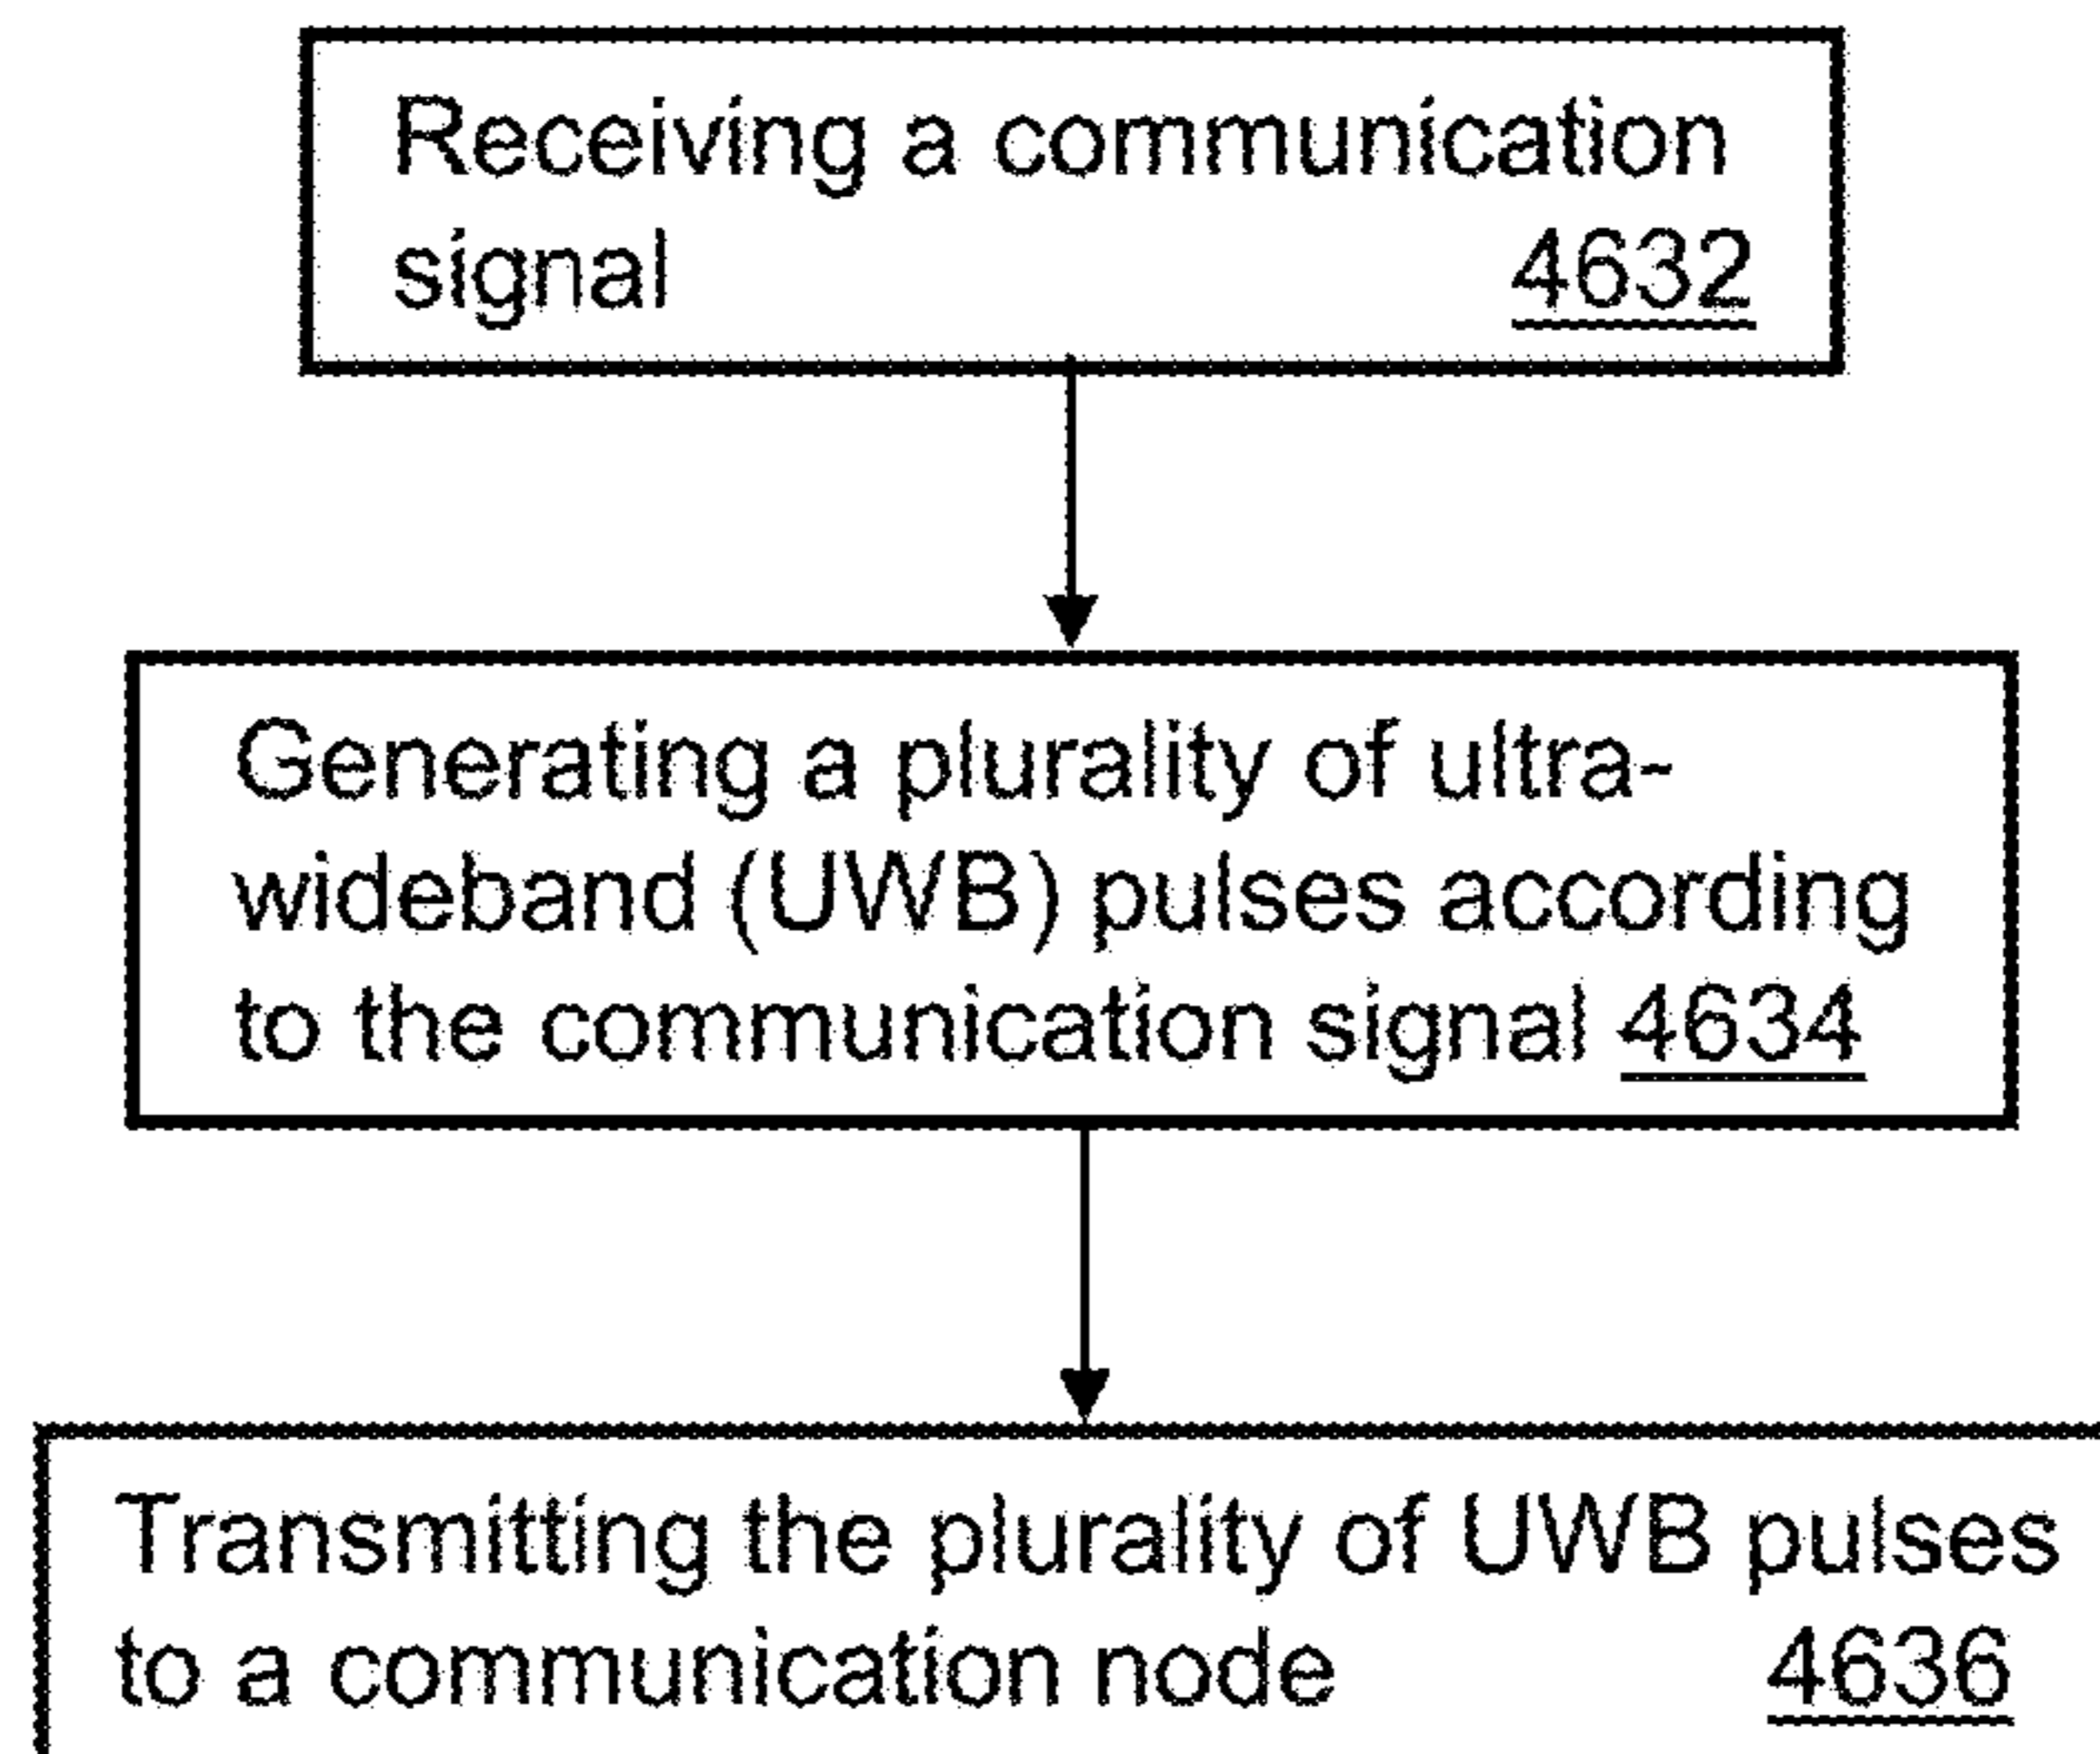 Receiving a communication
signal 4632
Generating a plurality of ultra-
wideband (UWB) pulses according
to the communication signal 4634
Transmitting the plurality of UWB pulses
to a communication node 4636